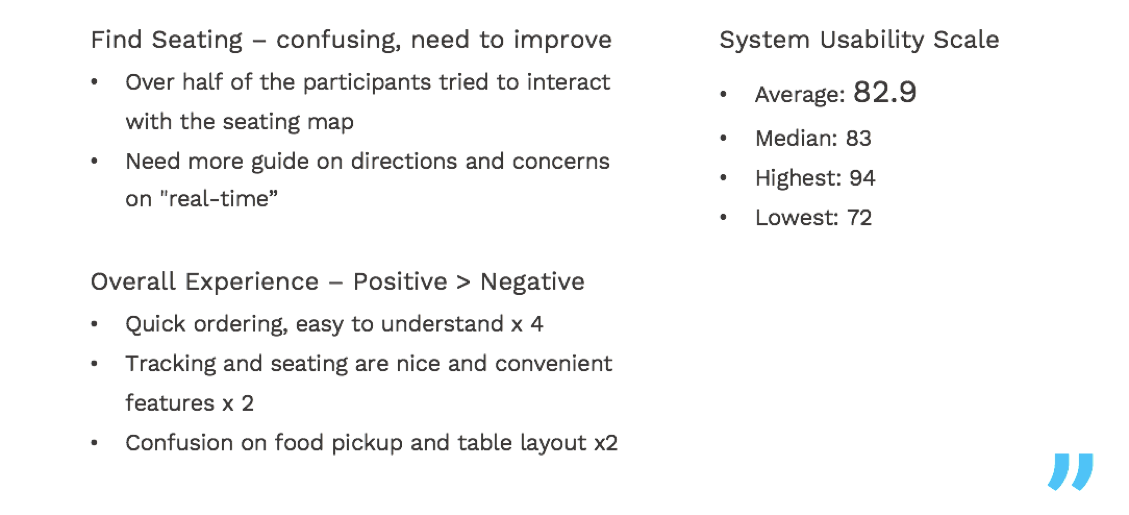 Find Seating – confusing, need to improve
• Over half of the participants tried to interact
with the seating map
• Need more guide on directions and concerns
on "real-time”
Overall Experience – Positive > Negative
• Quick ordering, easy to understand x 4
• Tracking and seating are nice and convenient
features x 2
• Confusion on food pickup and table layout x2
System Usability Scale
• Average: 82.9
• Median: 83
• Highest: 94
• Lowest: 72
”